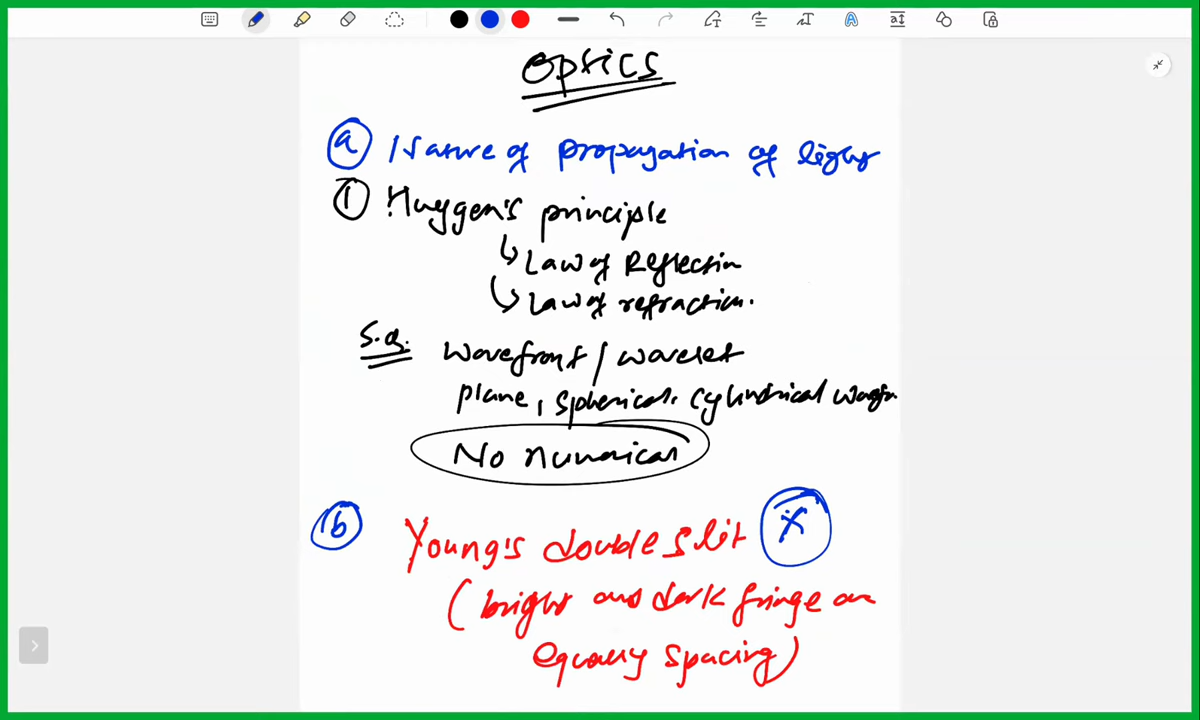 Optics
(a) Nature of propagation of light
(1) Huygen's principle
↳ Law of Reflection
↳ Law of refraction.
S.Q. Wavefront / wavelet
plane, spherical, cylindrical
No numerical
(b) Young's double slit
(bright and dark fringe are
equally spacing)